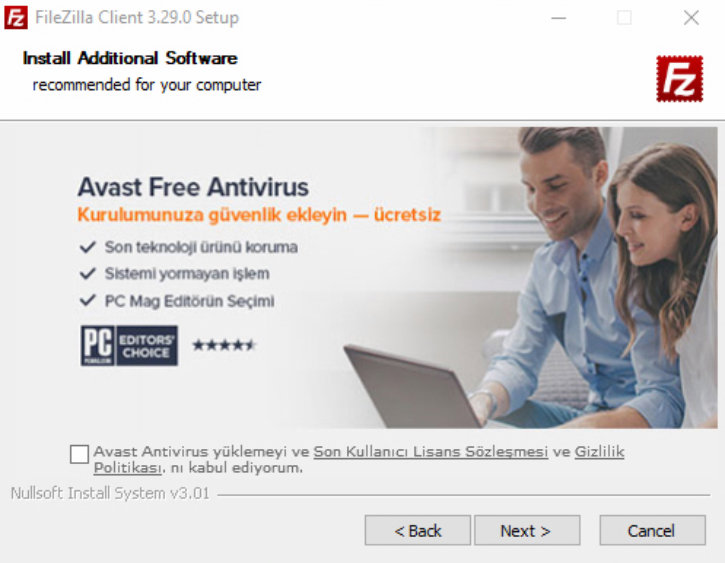 FileZilla Client 3.29.0 Setup
Install Additional Software
recommended for your computer
Avast Free Antivirus
Kurulumunuza güvenlik ekleyin — ücretsiz
Son teknoloji ürünü koruma
Sistemi yormayan işlem
PC Mag Editörün Seçimi
PC
EDITORS'
CHOICE
Avast Antivirus yüklemeyi ve Son Kullanıcı Lisans Sözleşmesi ve Gizlilik
Politikası. nı kabul ediyorum.
Nullsoft Install System v3.01
< Back
Next >
Cancel